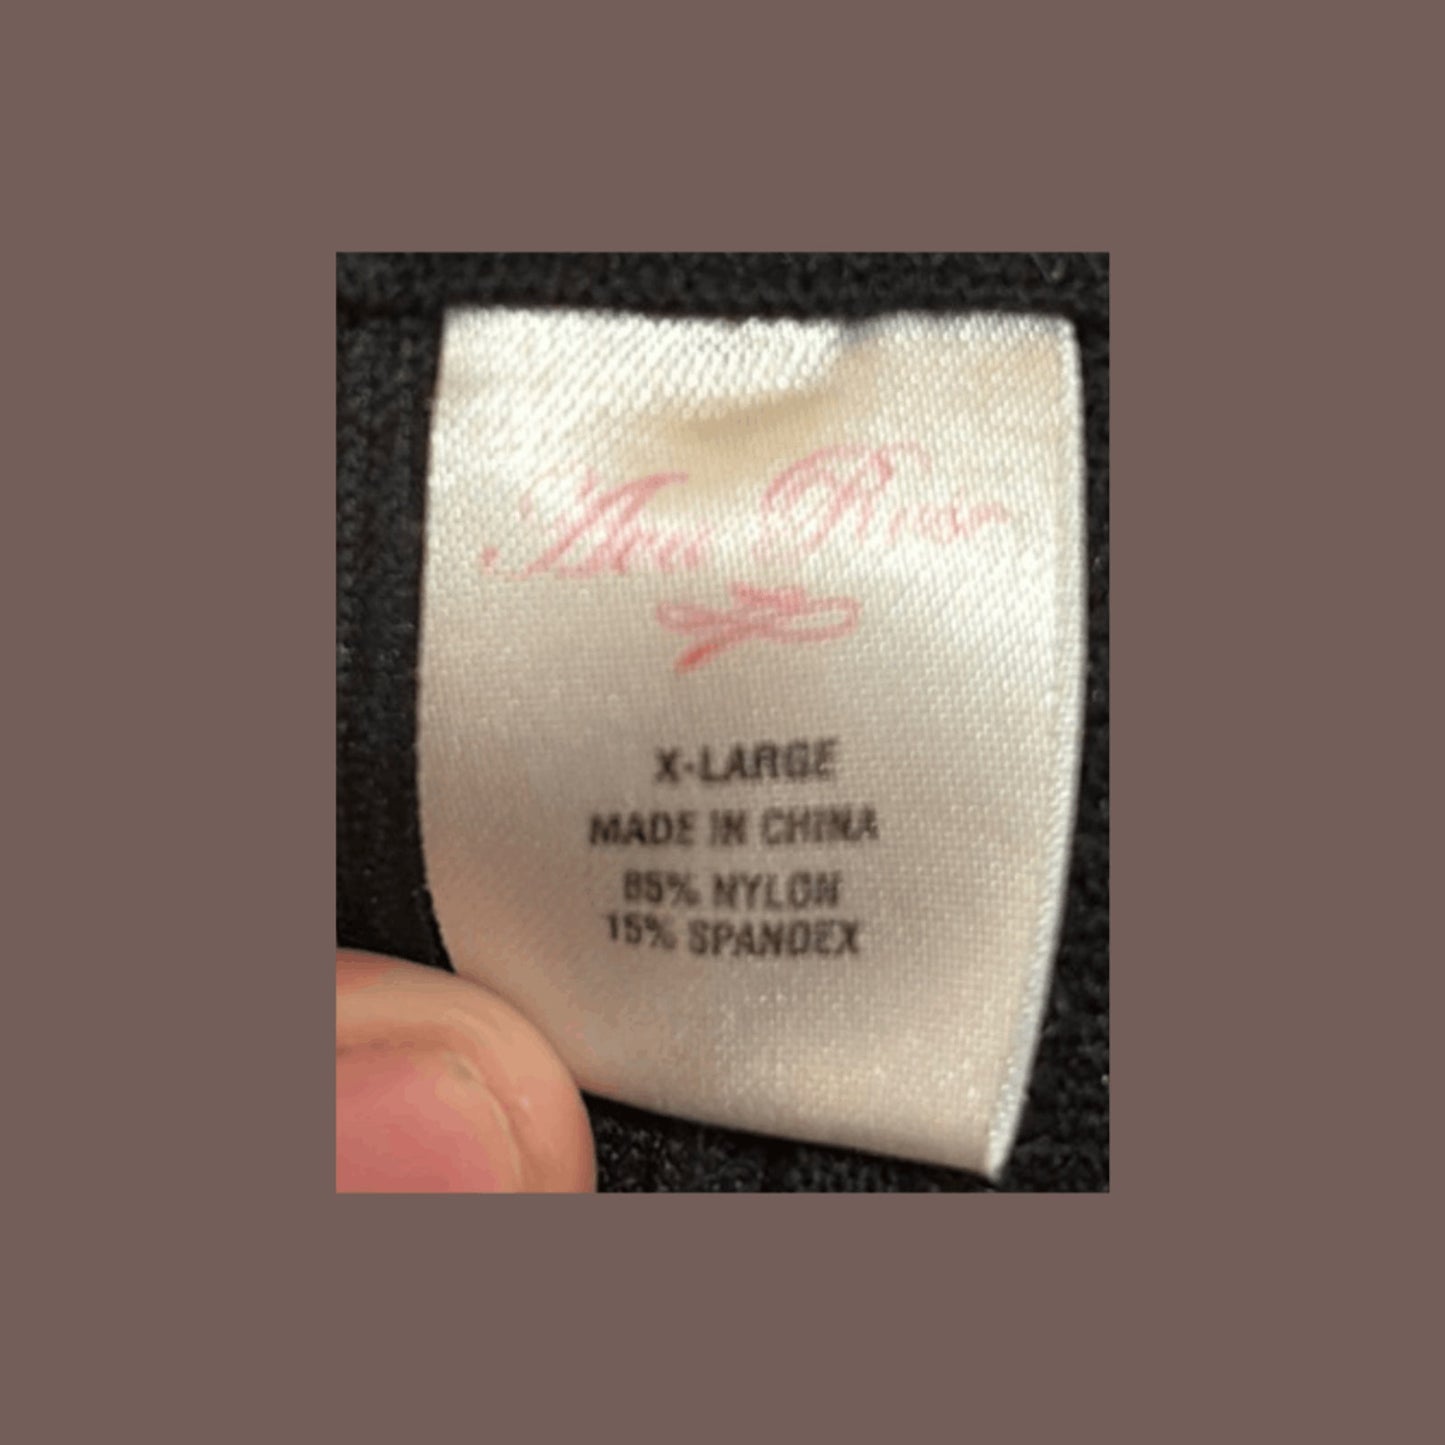 X-LARGE
MADE IN CHINA
85% NYLON
15% SPANDEX